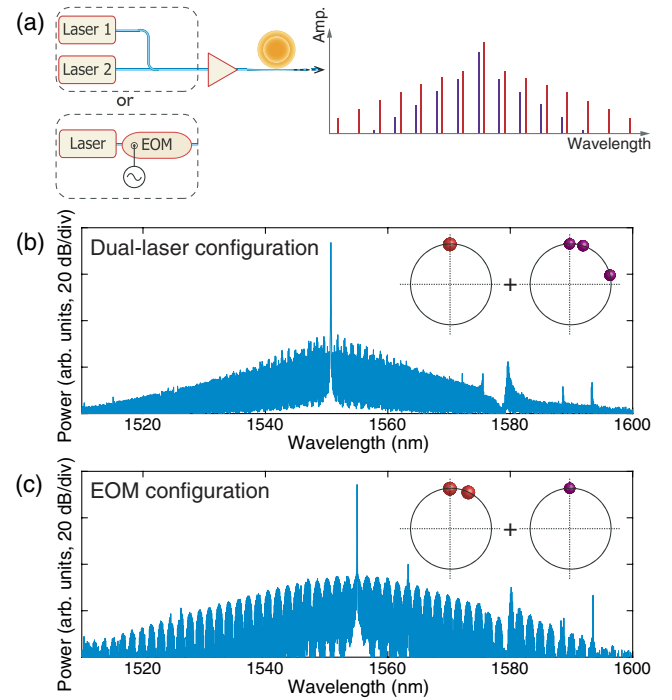 (a)
Laser 1
Laser 2
or
Laser
EOM
Amp.
Wavelength
(b)
Dual-laser configuration
+
Power (arb. units, 20 dB/div)
1520
1540
1560
1580
1600
Wavelength (nm)
(c)
EOM configuration
+
Power (arb. units, 20 dB/div)
1520
1540
1560
1580
1600
Wavelength (nm)